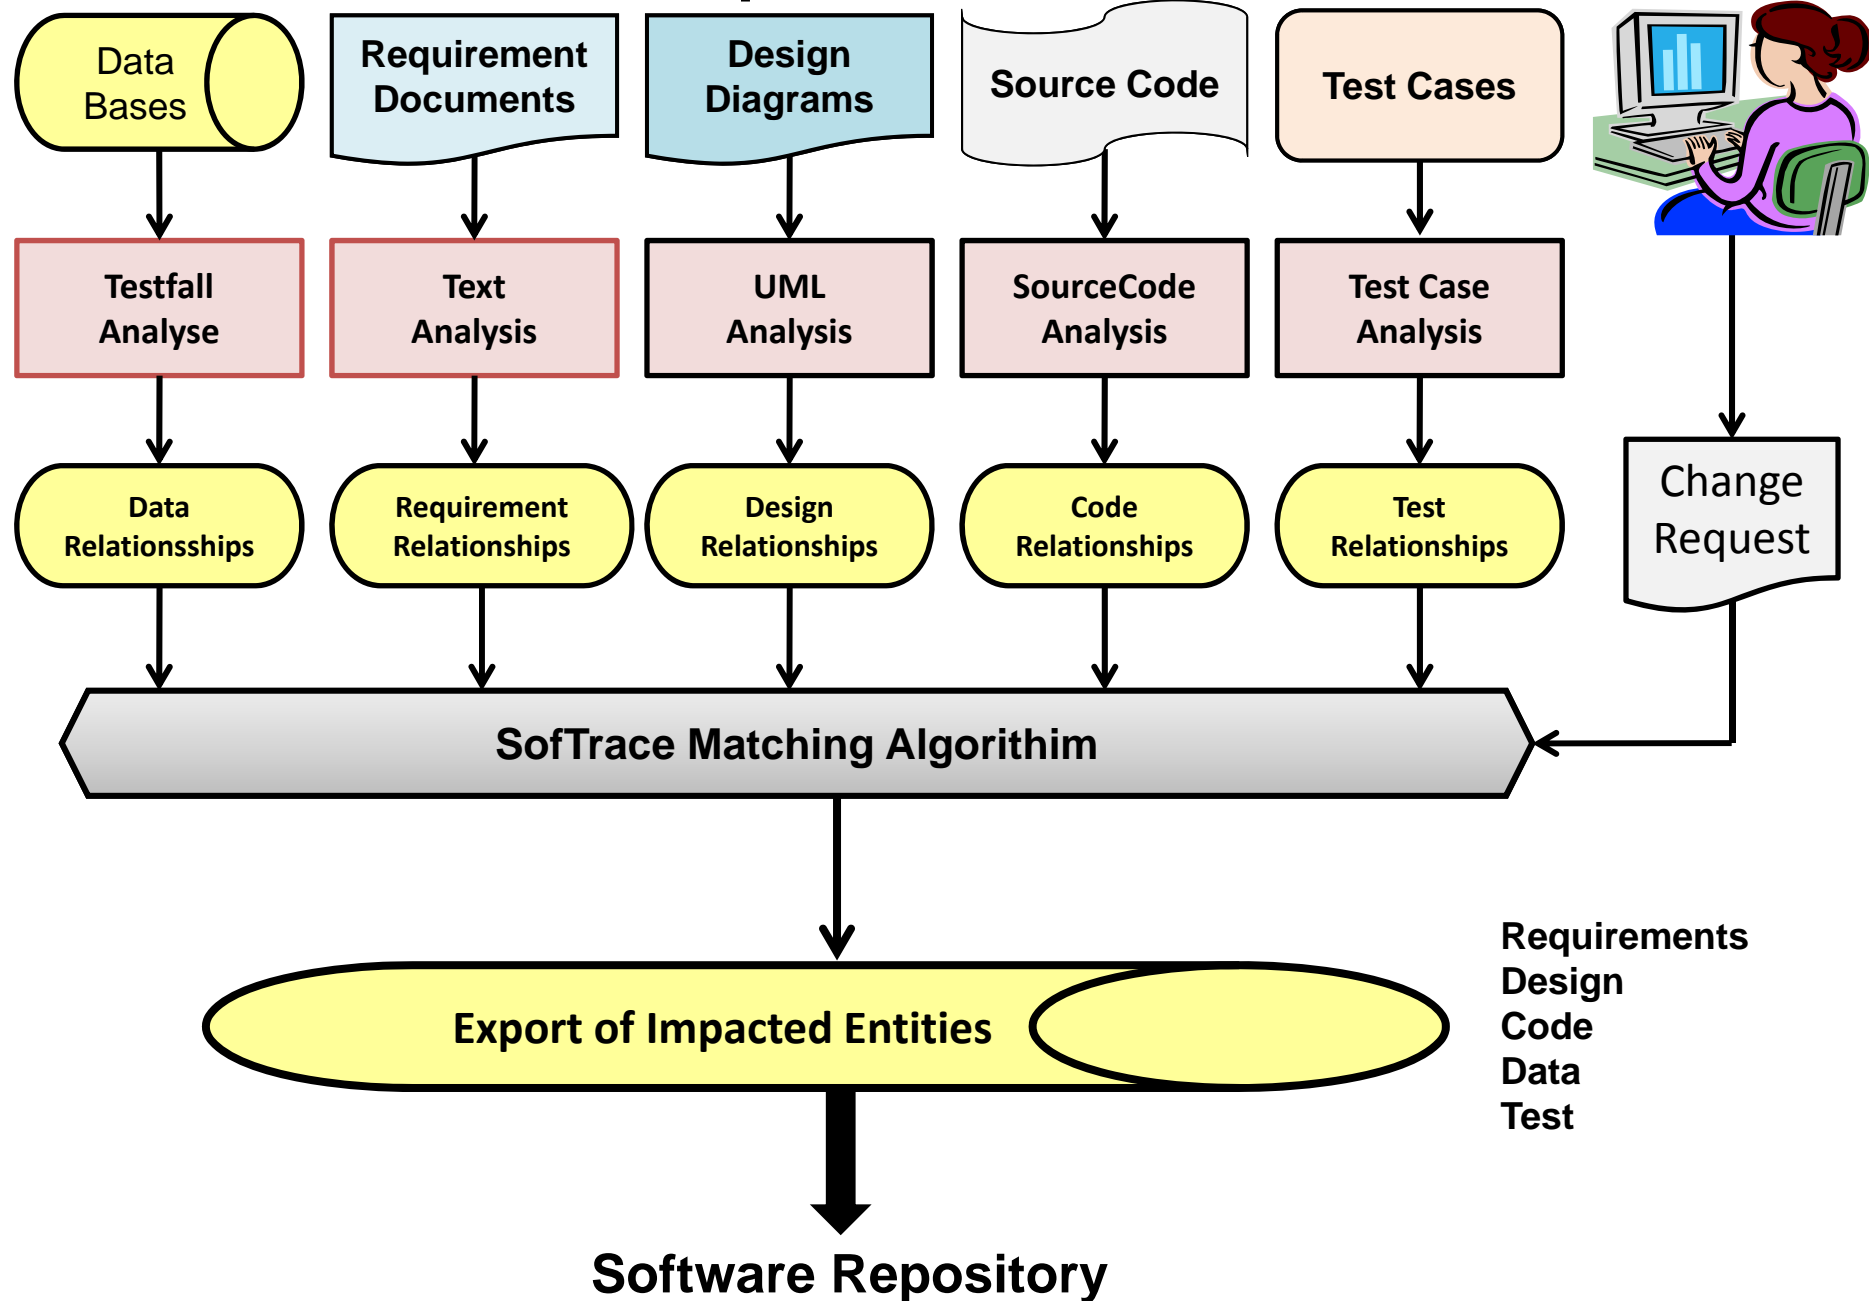 Data
Bases
Requirement
Documents
Design
Diagrams
Source Code
Test Cases
Testfall
Analyse
Text
Analysis
UML
Analysis
SourceCode
Analysis
Test Case
Analysis
Data
Relationsships
Requirement
Relationships
Design
Relationships
Code
Relationships
Test
Relationships
Change
Request
SofTrace Matching Algorithim
Export of Impacted Entities
Requirements
Design
Code
Data
Test
Software Repository